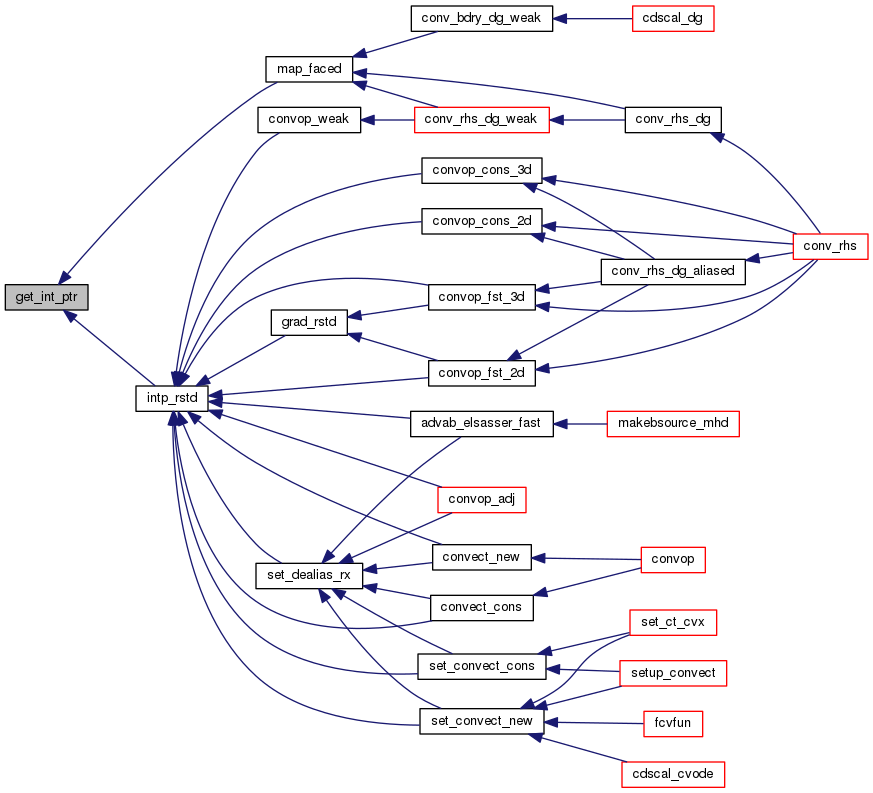 conv_bdry_dg_weak
cdscal_dg
map_faced
convop_weak
conv_rhs_dg_weak
conv_rhs_dg
convop_cons_3d
convop_cons_2d
conv_rhs
conv_rhs_dg_aliased
get_int_ptr
convop_fst_3d
grad_rstd
convop_fst_2d
intp_rstd
advab_elsasser_fast
makebsource_mhd
convop_adj
convect_new
convop
set_dealias_rx
convect_cons
set_ct_cvx
set_convect_cons
setup_convect
set_convect_new
fcvfun
cdscal_cvode